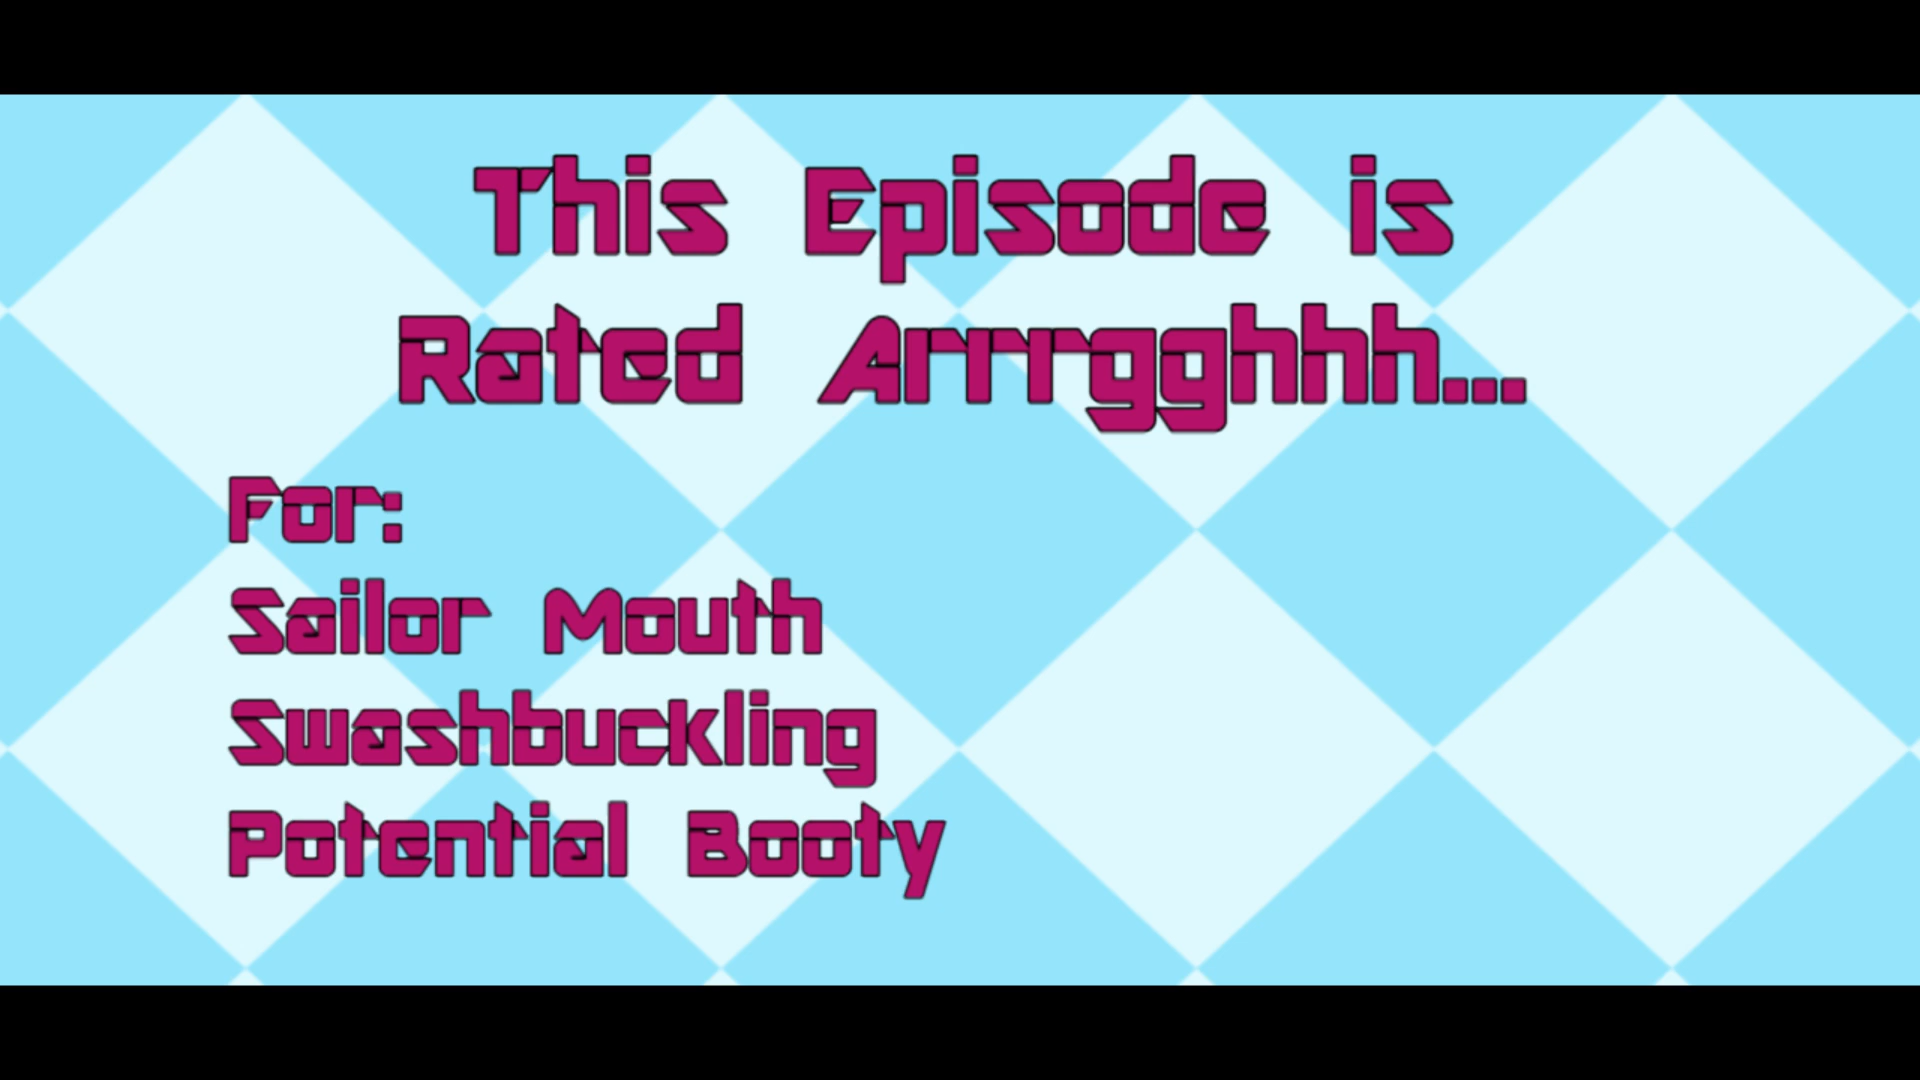 This Episode is
Rated Arrrgghhh...
For:
Sailor Mouth
Swashbuckling
Potential Booty